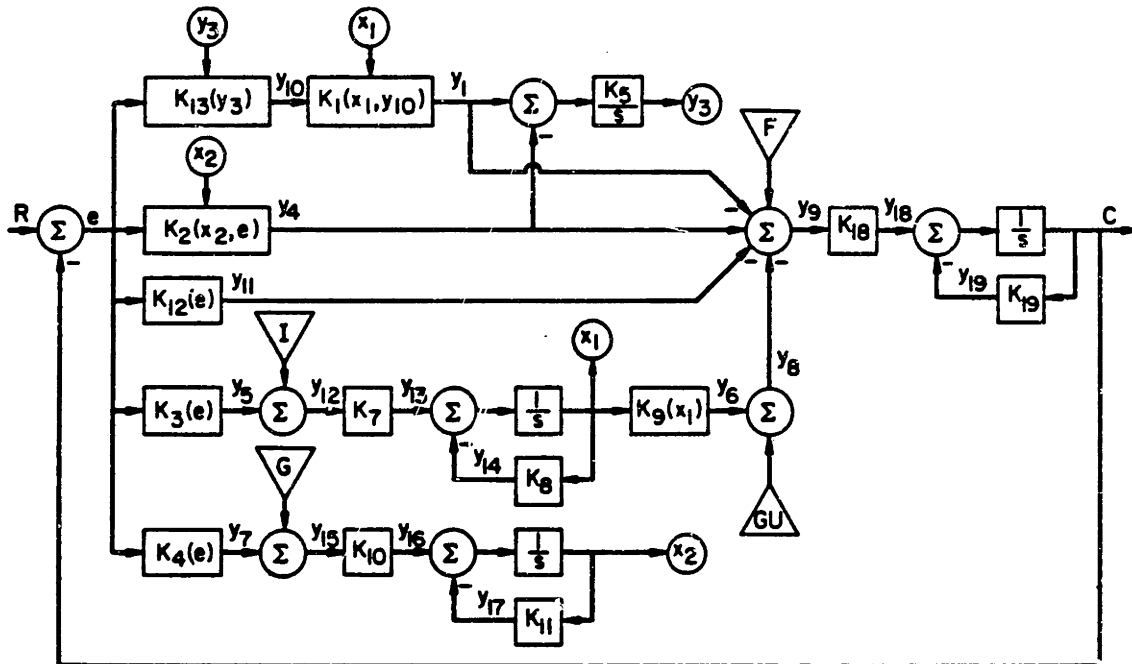 y₃ x₁
K₁₃(y₃) y₁₀ K₁(x₁,y₁₀) y₁ Σ K₅/s y₃
x₂ F
R Σ e K₂(x₂,e) y₄ Σ y₉ K₁₈ y₁₈ Σ 1/s C
K₁₂(e) y₁₁ y₁₉ K₁₉
I x₁ y₈
K₃(e) y₅ Σ y₁₂ K₇ y₁₃ Σ 1/s K₉(x₁) y₆ Σ
G y₁₄ K₈ GU
K₄(e) y₇ Σ y₁₅ K₁₀ y₁₆ Σ 1/s x₂
y₁₇ K₁₁